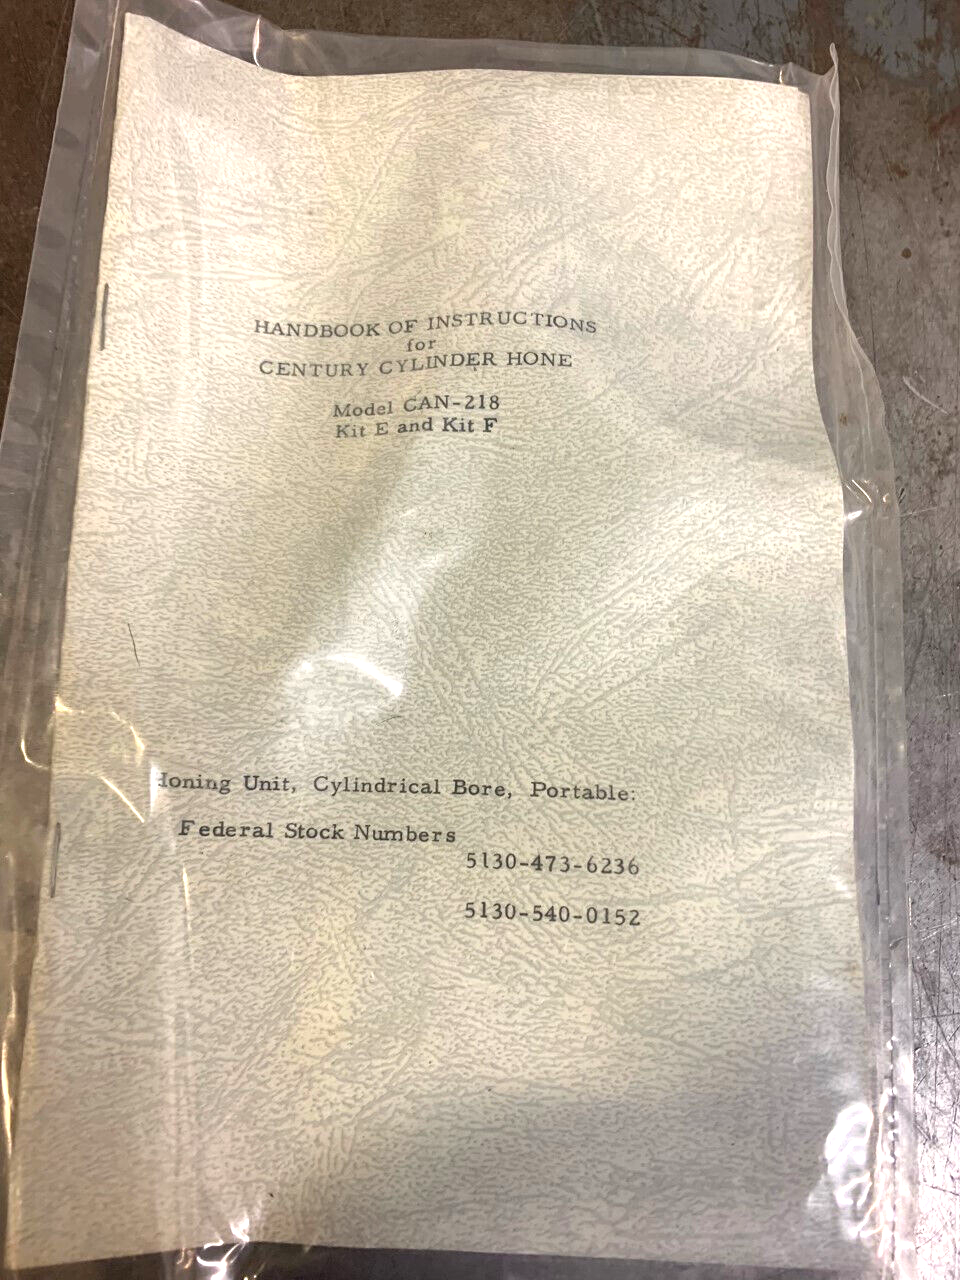 HANDBOOK OF INSTRUCTIONS
for
CENTURY CYLINDER HONE
Model CAN-218
Kit E and Kit F
Honing Unit, Cylindrical Bore, Portable:
Federal Stock Numbers
5130-473-6236
5130-540-0152